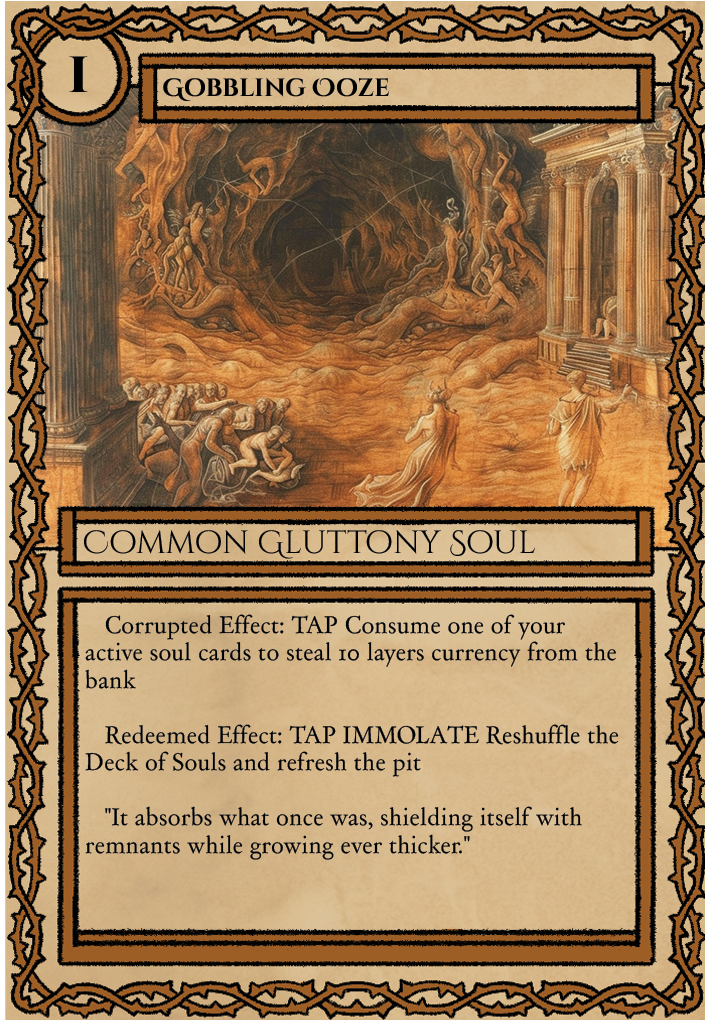 I
Gobbling Ooze
Common Gluttony Soul
Corrupted Effect: TAP Consume one of your
active soul cards to steal 10 layers currency from the
bank
Redeemed Effect: TAP IMMOLATE Reshuffle the
Deck of Souls and refresh the pit
"It absorbs what once was, shielding itself with
remnants while growing ever thicker."